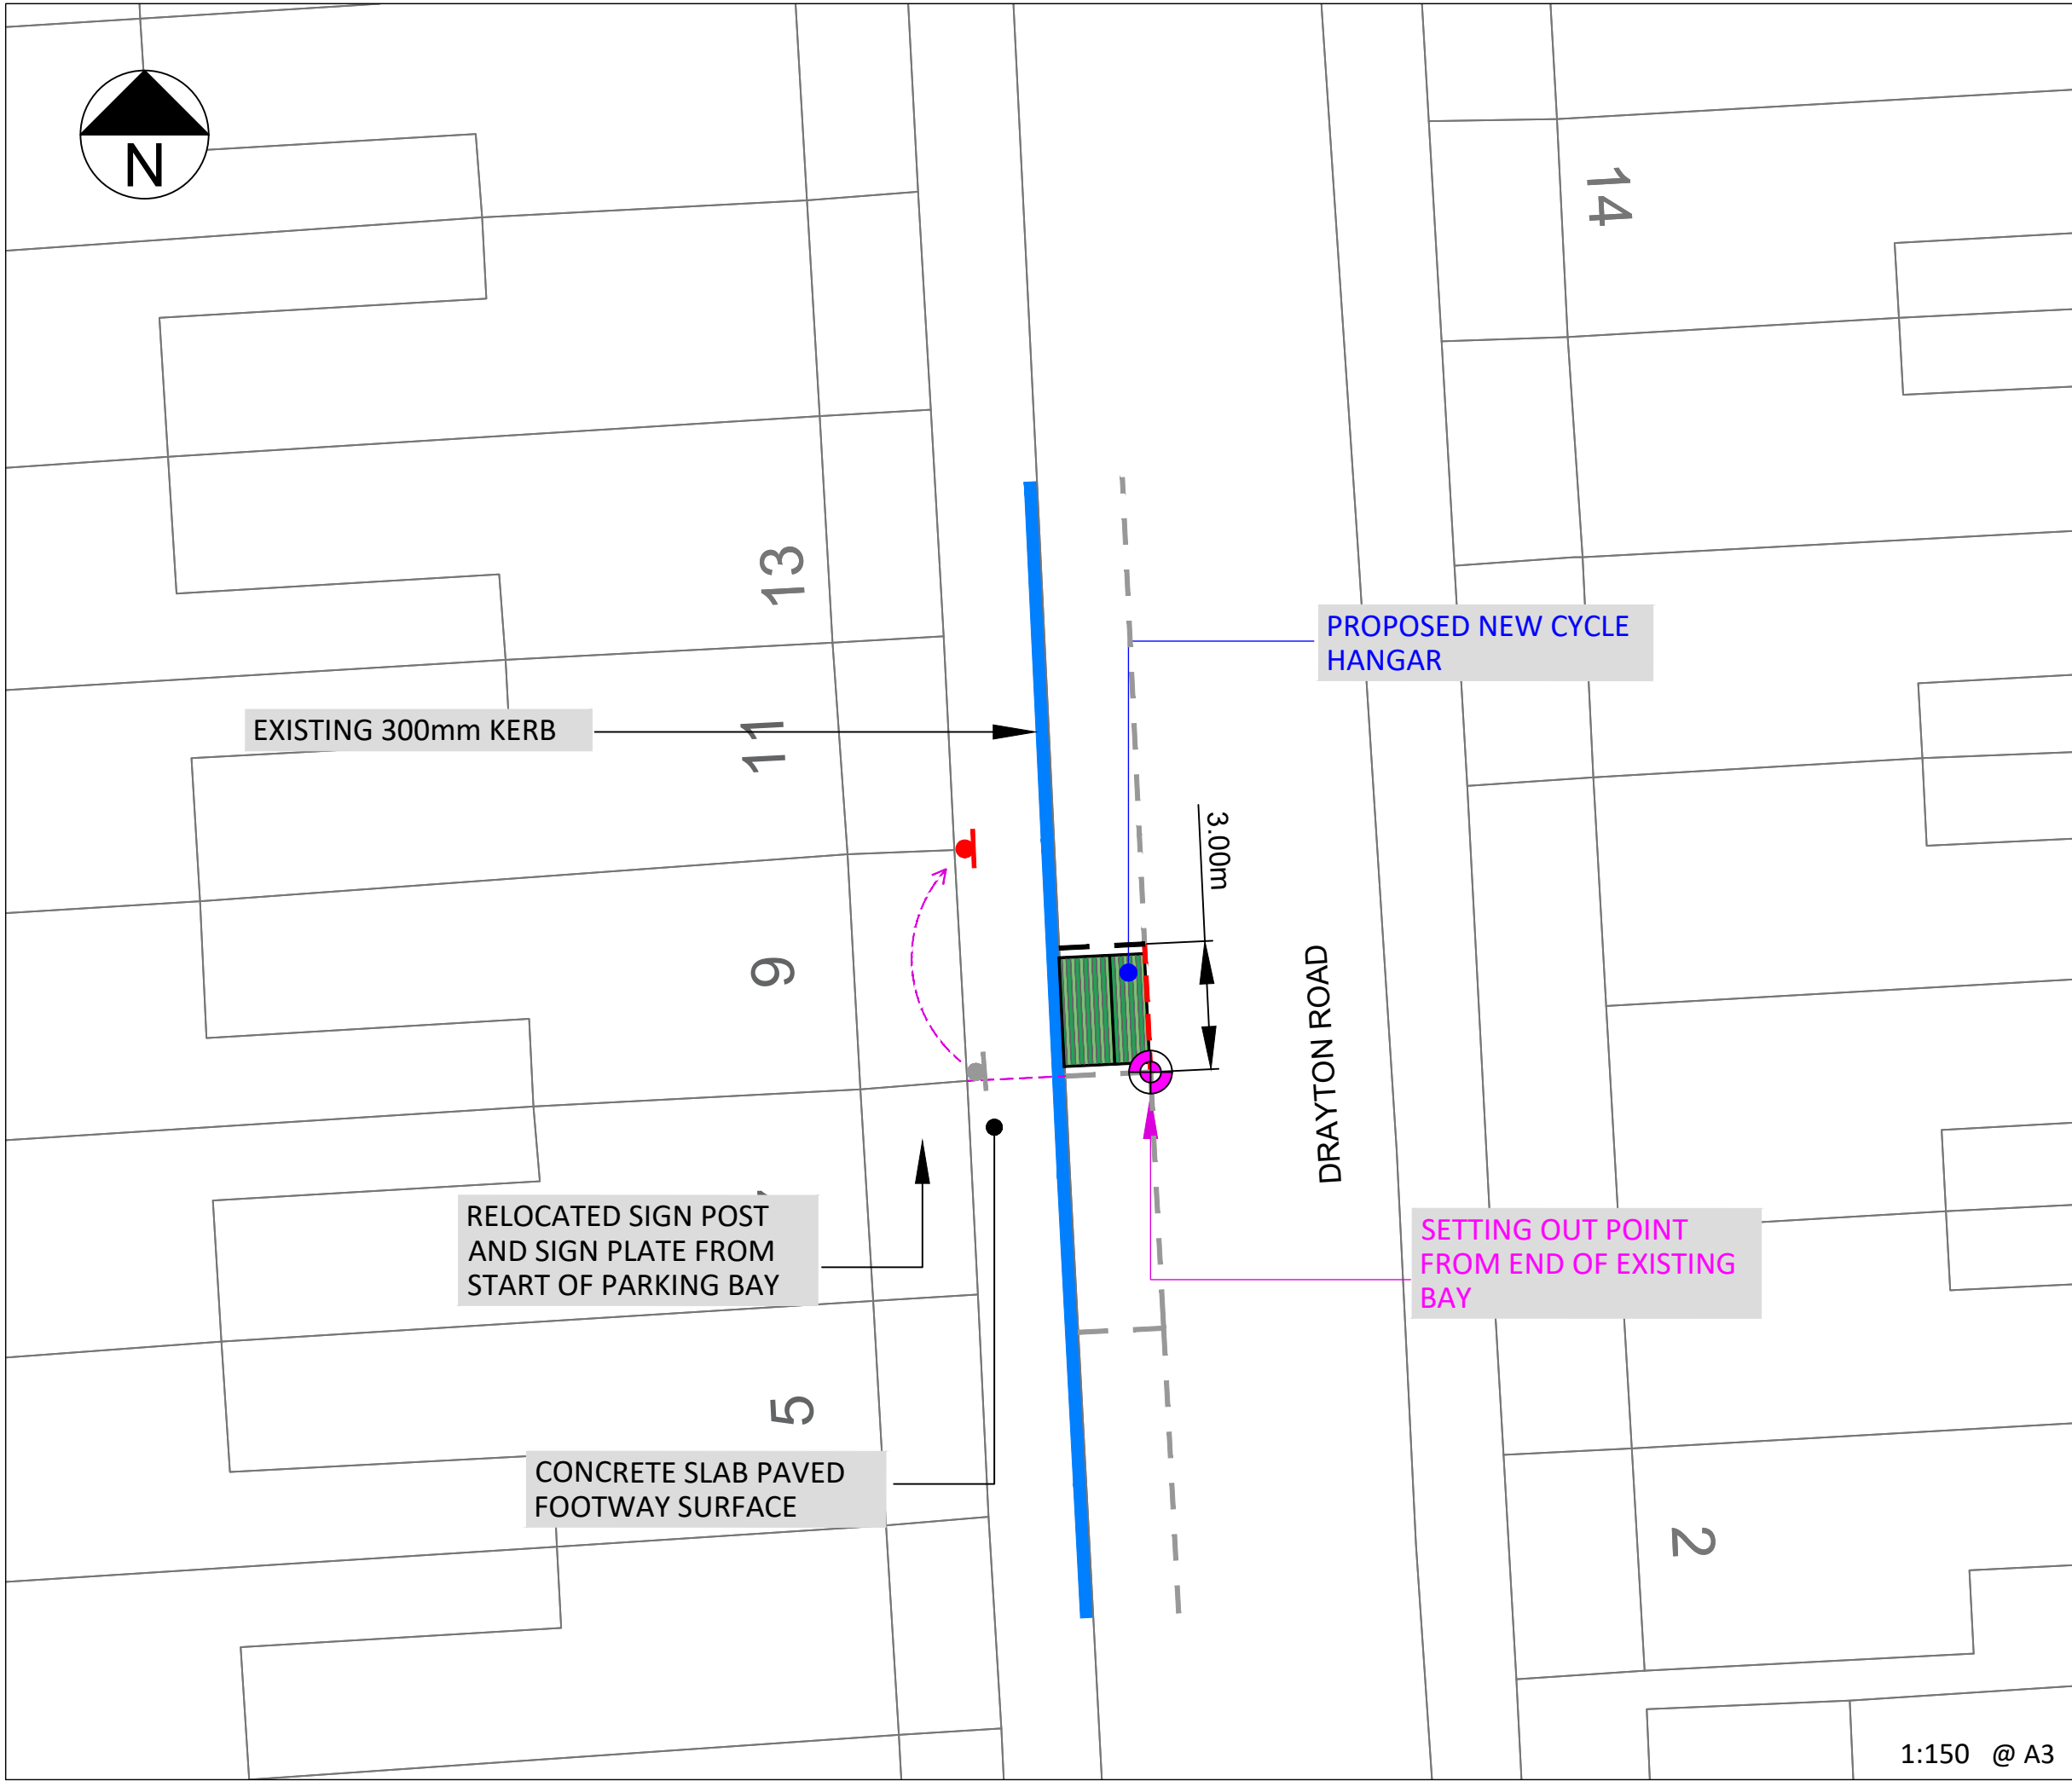 N
14
13
PROPOSED NEW CYCLE
HANGAR
EXISTING 300mm KERB
11
3.00m
9
DRAYTON ROAD
RELOCATED SIGN POST
AND SIGN PLATE FROM
START OF PARKING BAY
SETTING OUT POINT
FROM END OF EXISTING
BAY
5
CONCRETE SLAB PAVED
FOOTWAY SURFACE
2
1:150 @ A3